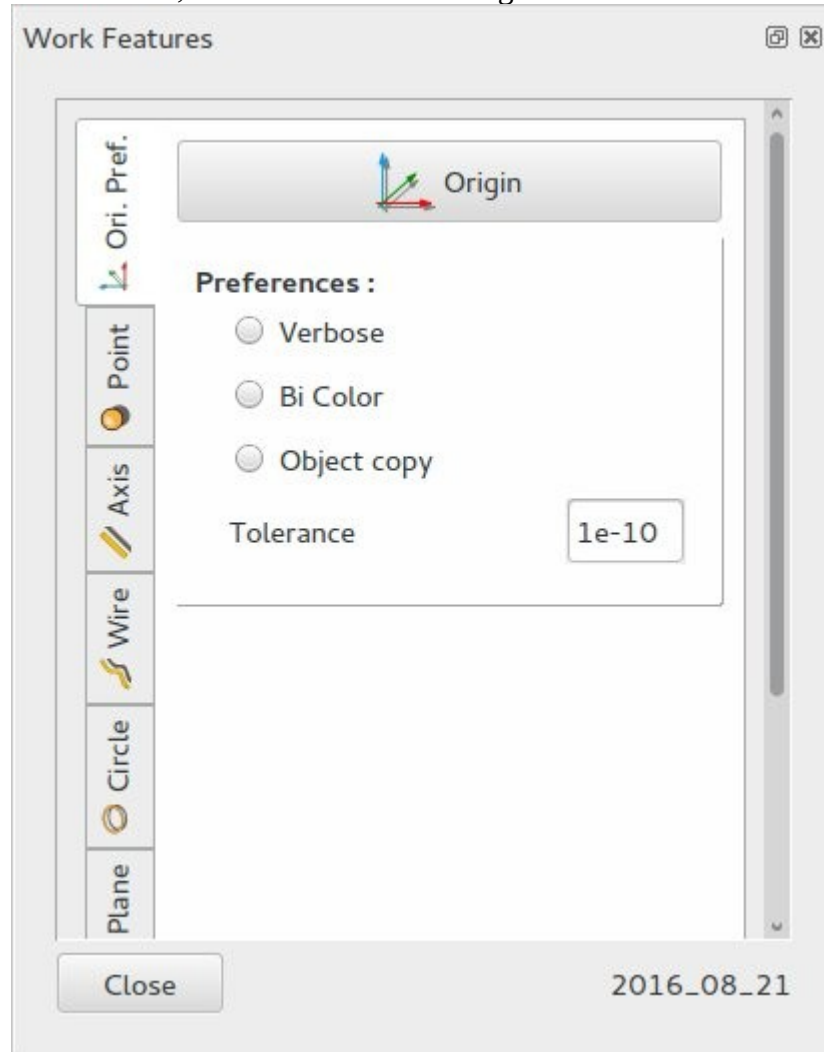 Work Features
Ori. Pref.
Origin
Preferences :
Verbose
Bi Color
Object copy
Tolerance
1e-10
Point
Axis
Wire
Circle
Plane
Close
2016_08_21